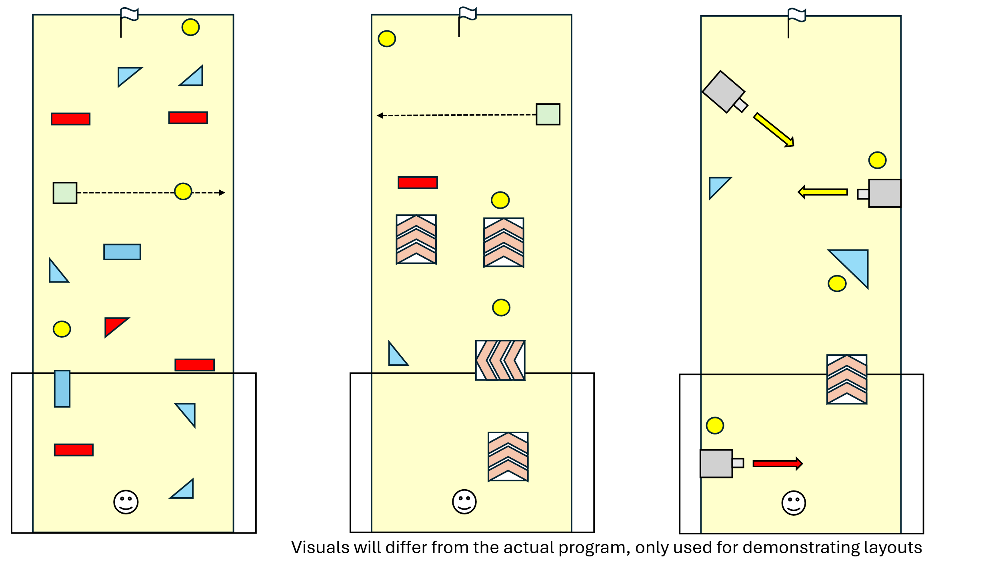 Visuals will differ from the actual program, only used for demonstrating layouts